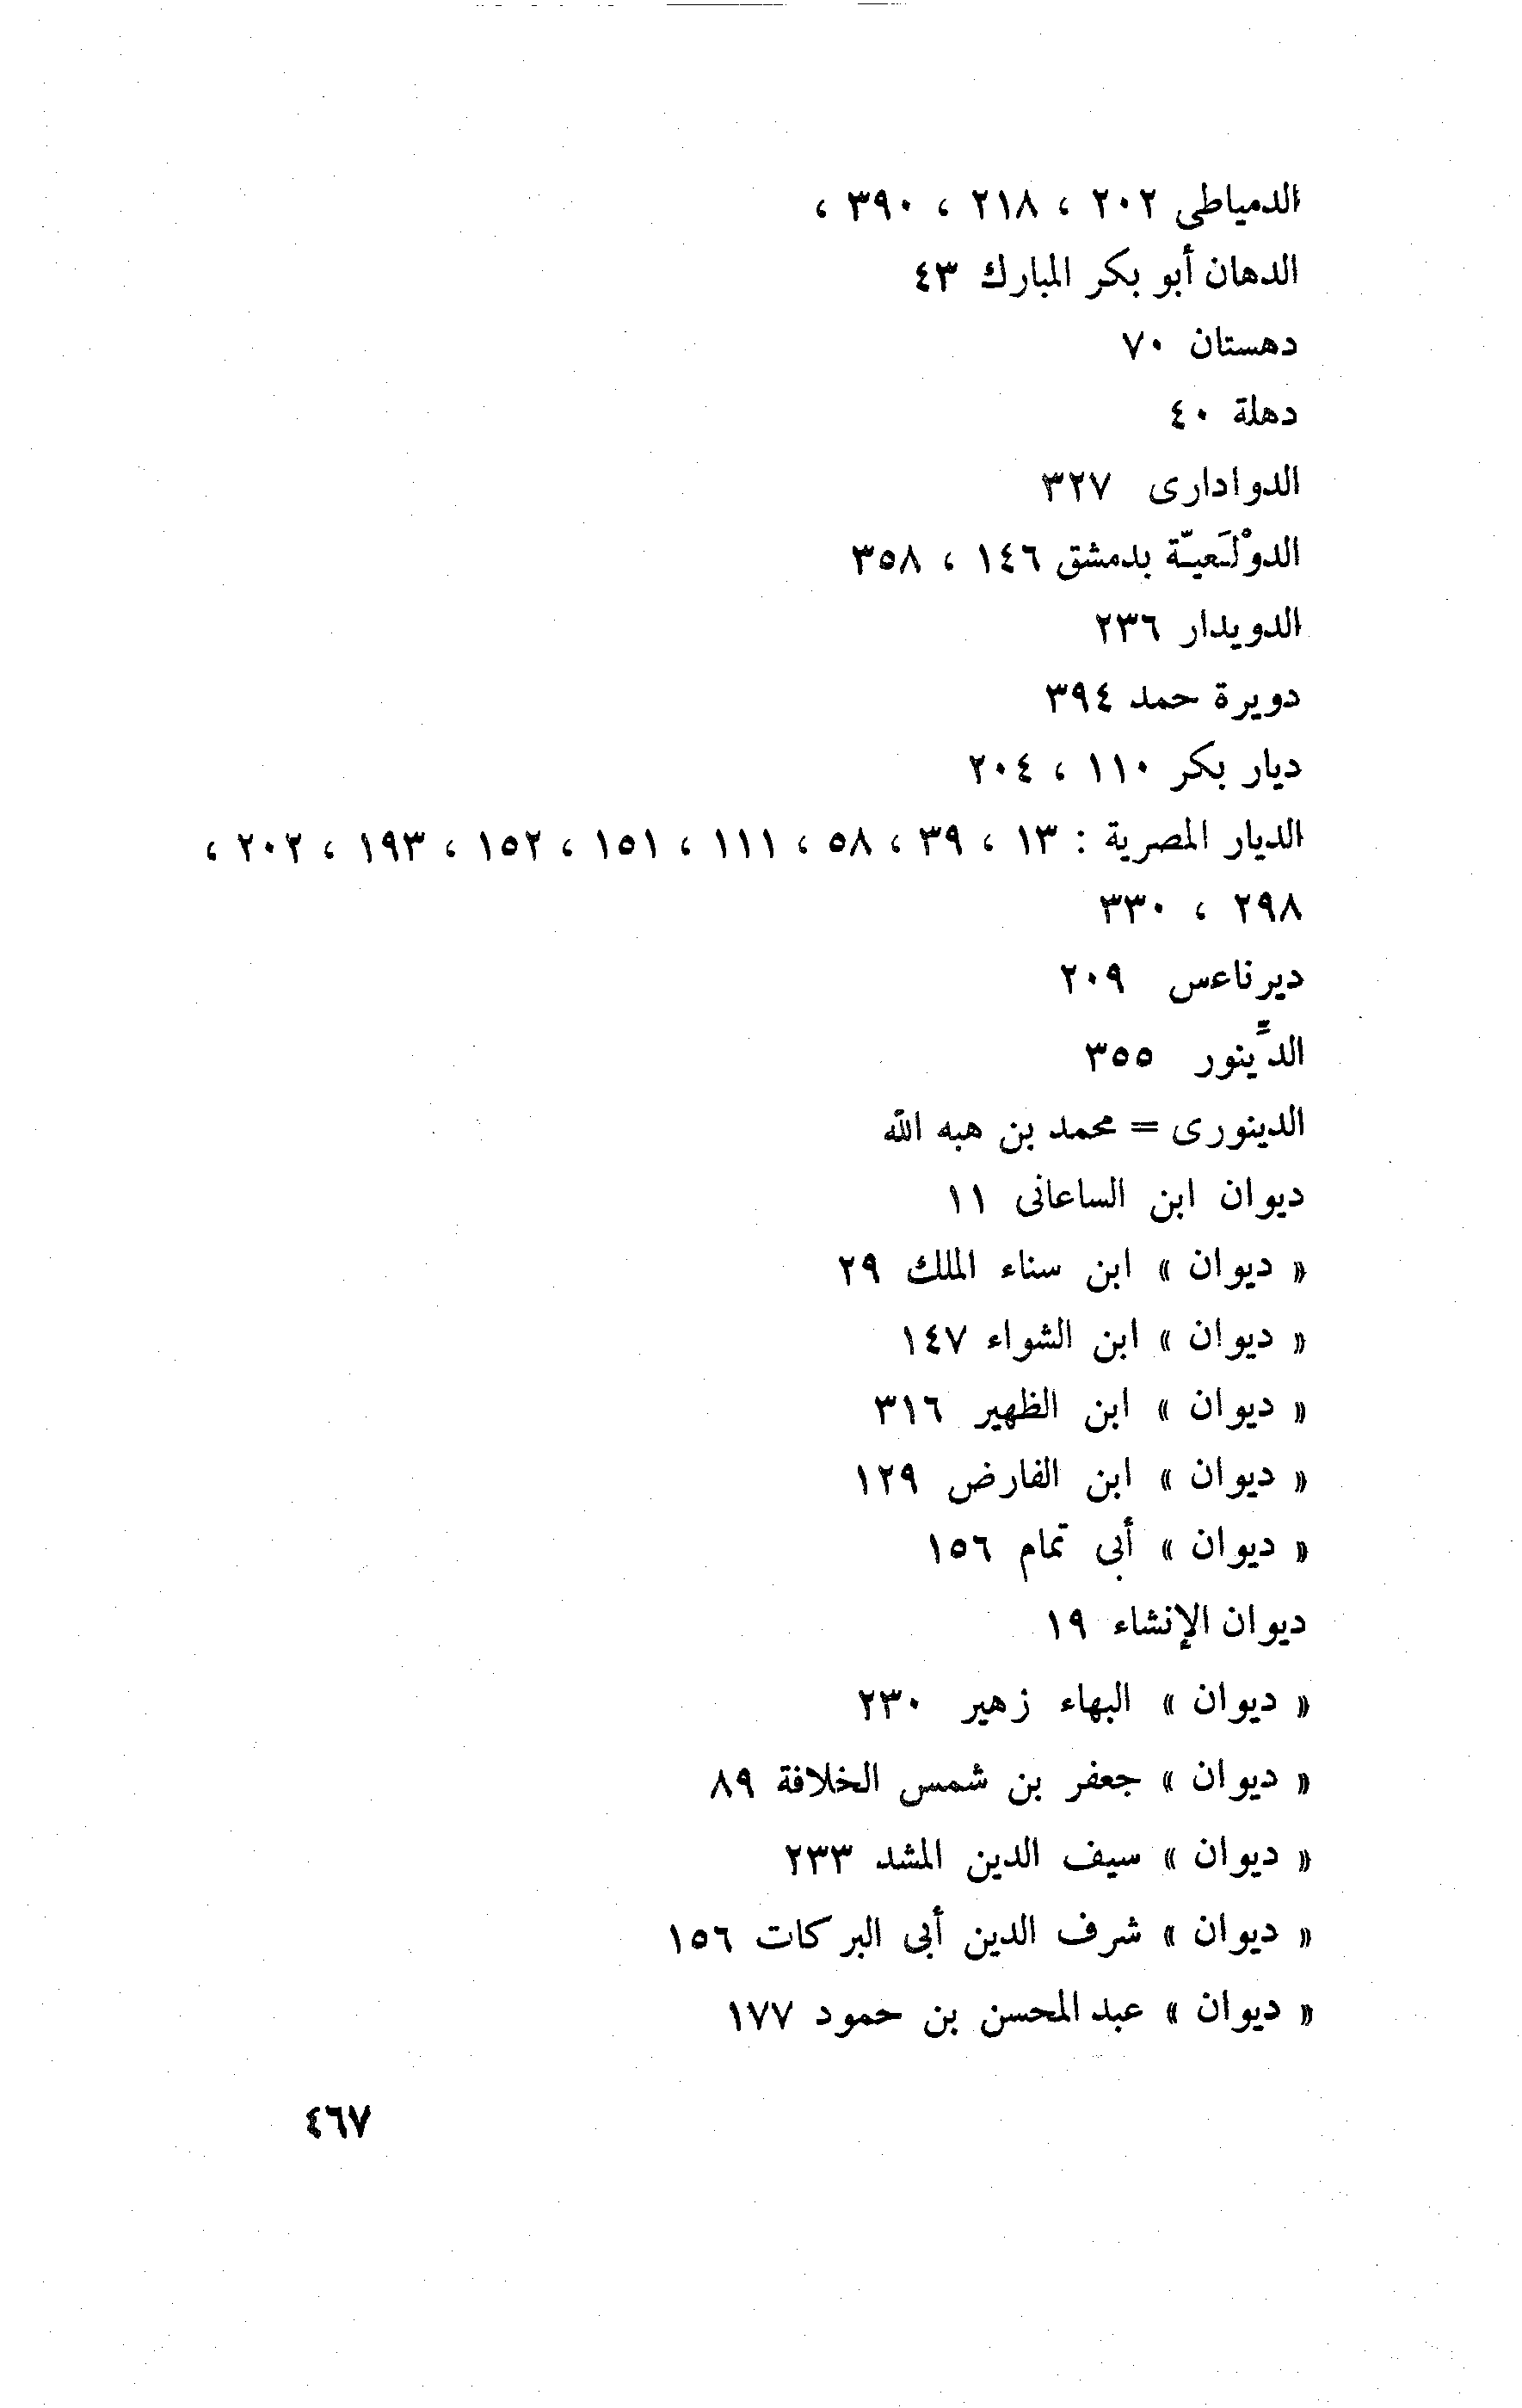 الدمياطى ٢٠٢ ، ٢١٨ ، ٣٩٠ ،
الدهان أبو بكر المبارك ٤٣
دهستان ٧٠
دهلة ٤٠
الدوادارى ٣٢٧
الدوْلَعيّة بدمشق ١٤٦ ، ٣٥٨
الدويدار ٢٣٦
دويرة حمد ٣٩٤
ديار بكر ١١٠ ، ٢٠٤
الديار المصرية : ١٣ ، ٣٩ ، ٥٨ ، ١١١ ، ١٥١ ، ١٥٢ ، ١٩٣ ، ٢٠٢ ،
٢٩٨ ، ٣٣٠
ديرناعس ٢٠٩
الدَّينور ٣٥٥
الدينورى = محمد بن هبه الله
ديوان ابن الساعانى ١١
« ديوان » ابن سناء الملك ٢٩
« ديوان » ابن الشواء ١٤٧
« ديوان » ابن الظهير ٣١٦
« ديوان » ابن الفارض ١٢٩
« ديوان » أبى تمام ١٥٦
ديوان الإنشاء ١٩
« ديوان » البهاء زهير ٢٣٠
« ديوان » جعفر بن شمس الخلافة ٨٩
« ديوان » سيف الدين المشد ٢٣٣
« ديوان » شرف الدين أبى البركات ١٥٦
« ديوان » عبد المحسن بن حمود ١٧٧
٤٦٧